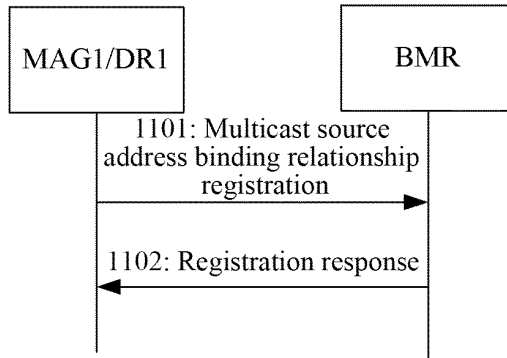 MAG1/DR1
BMR
1101: Multicast source
address binding relationship
registration
1102: Registration response